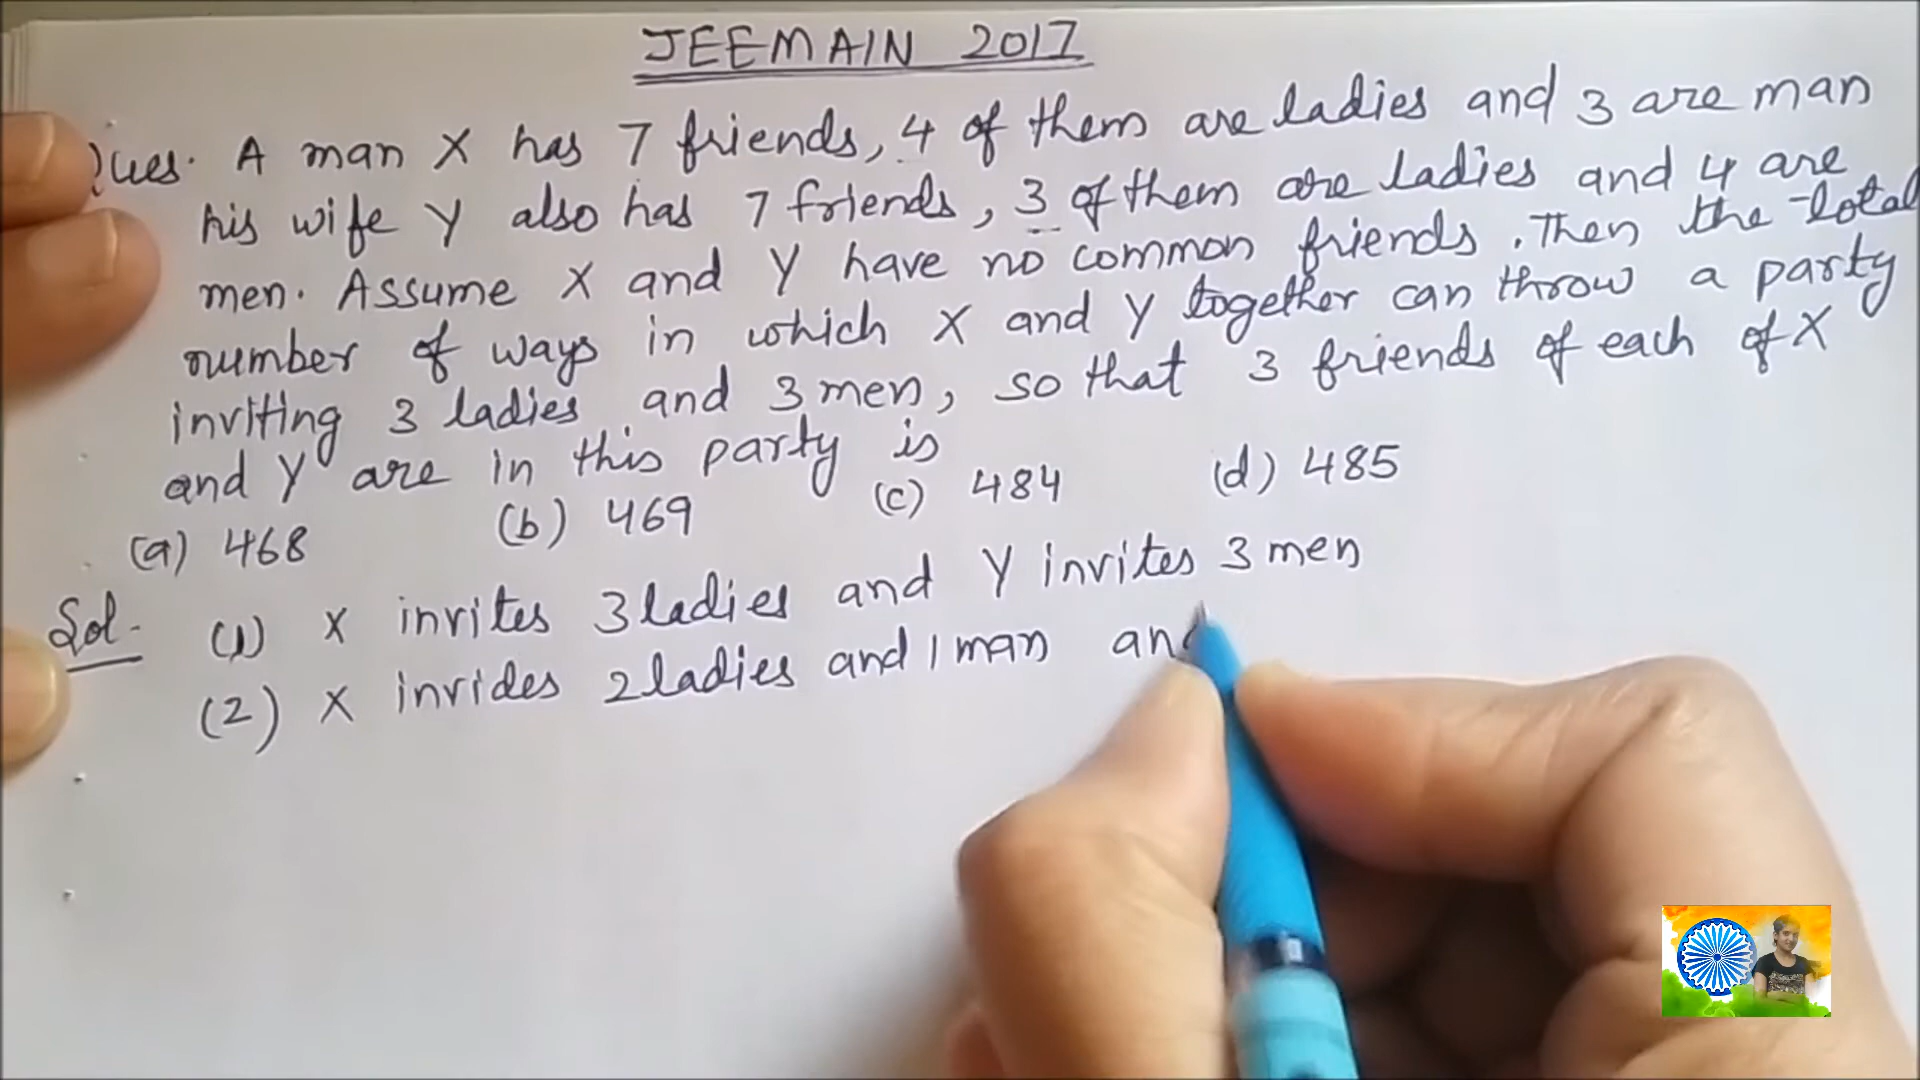 JEEMAIN 2017
Ques. A man X has 7 friends, 4 of them are ladies and 3 are man
his wife Y also has 7 friends, 3 of them are ladies and 4 are
men. Assume X and Y have no common friends. Then the total
number of ways in which X and Y together can throw a party
inviting 3 ladies and 3 men, so that 3 friends of each of X
and Y are in this party is
(a) 468 (b) 469 (c) 484 (d) 485
Sol. (1) X invites 3 ladies and Y invites 3 men
(2) X invides 2 ladies and 1 man an